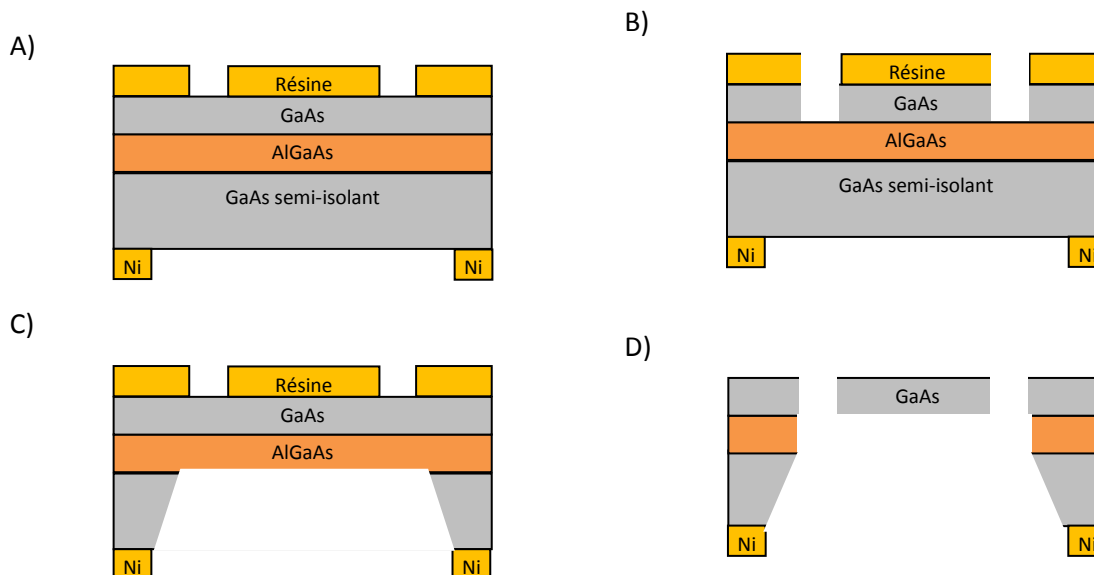 A)
Résine
GaAs
AlGaAs
GaAs semi-isolant
Ni Ni
B)
Résine
GaAs
AlGaAs
GaAs semi-isolant
Ni Ni
C)
Résine
GaAs
AlGaAs
Ni Ni
D)
GaAs
Ni Ni